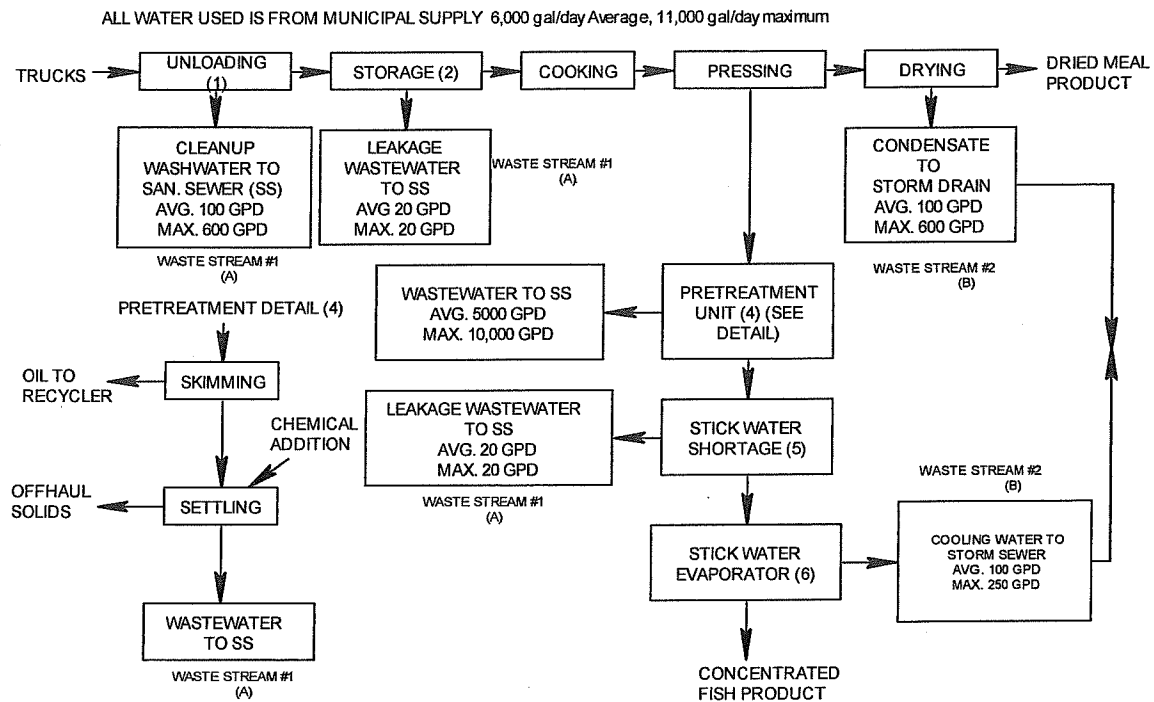 ALL WATER USED IS FROM MUNICIPAL SUPPLY 6,000 gal/day Average, 11,000 gal/day maximum
TRUCKS
UNLOADING
(1)
STORAGE (2)
COOKING
PRESSING
DRYING
DRIED MEAL
PRODUCT
CLEANUP
WASHWATER TO
SAN. SEWER (SS)
AVG. 100 GPD
MAX. 600 GPD
WASTE STREAM #1
(A)
LEAKAGE
WASTEWATER
TO SS
AVG 20 GPD
MAX. 20 GPD
WASTE STREAM #1
(A)
CONDENSATE
TO
STORM DRAIN
AVG. 100 GPD
MAX. 600 GPD
WASTE STREAM #2
(B)
PRETREATMENT DETAIL (4)
WASTEWATER TO SS
AVG. 5000 GPD
MAX. 10,000 GPD
PRETREATMENT
UNIT (4) (SEE
DETAIL)
SKIMMING
OIL TO
RECYCLER
CHEMICAL
ADDITION
LEAKAGE WASTEWATER
TO SS
AVG. 20 GPD
MAX. 20 GPD
WASTE STREAM #1
(A)
STICK WATER
SHORTAGE (5)
OFFHAUL
SOLIDS
SETTLING
WASTE STREAM #2
(B)
STICK WATER
EVAPORATOR (6)
COOLING WATER TO
STORM SEWER
AVG. 100 GPD
MAX. 250 GPD
WASTEWATER
TO SS
WASTE STREAM #1
(A)
CONCENTRATED
FISH PRODUCT